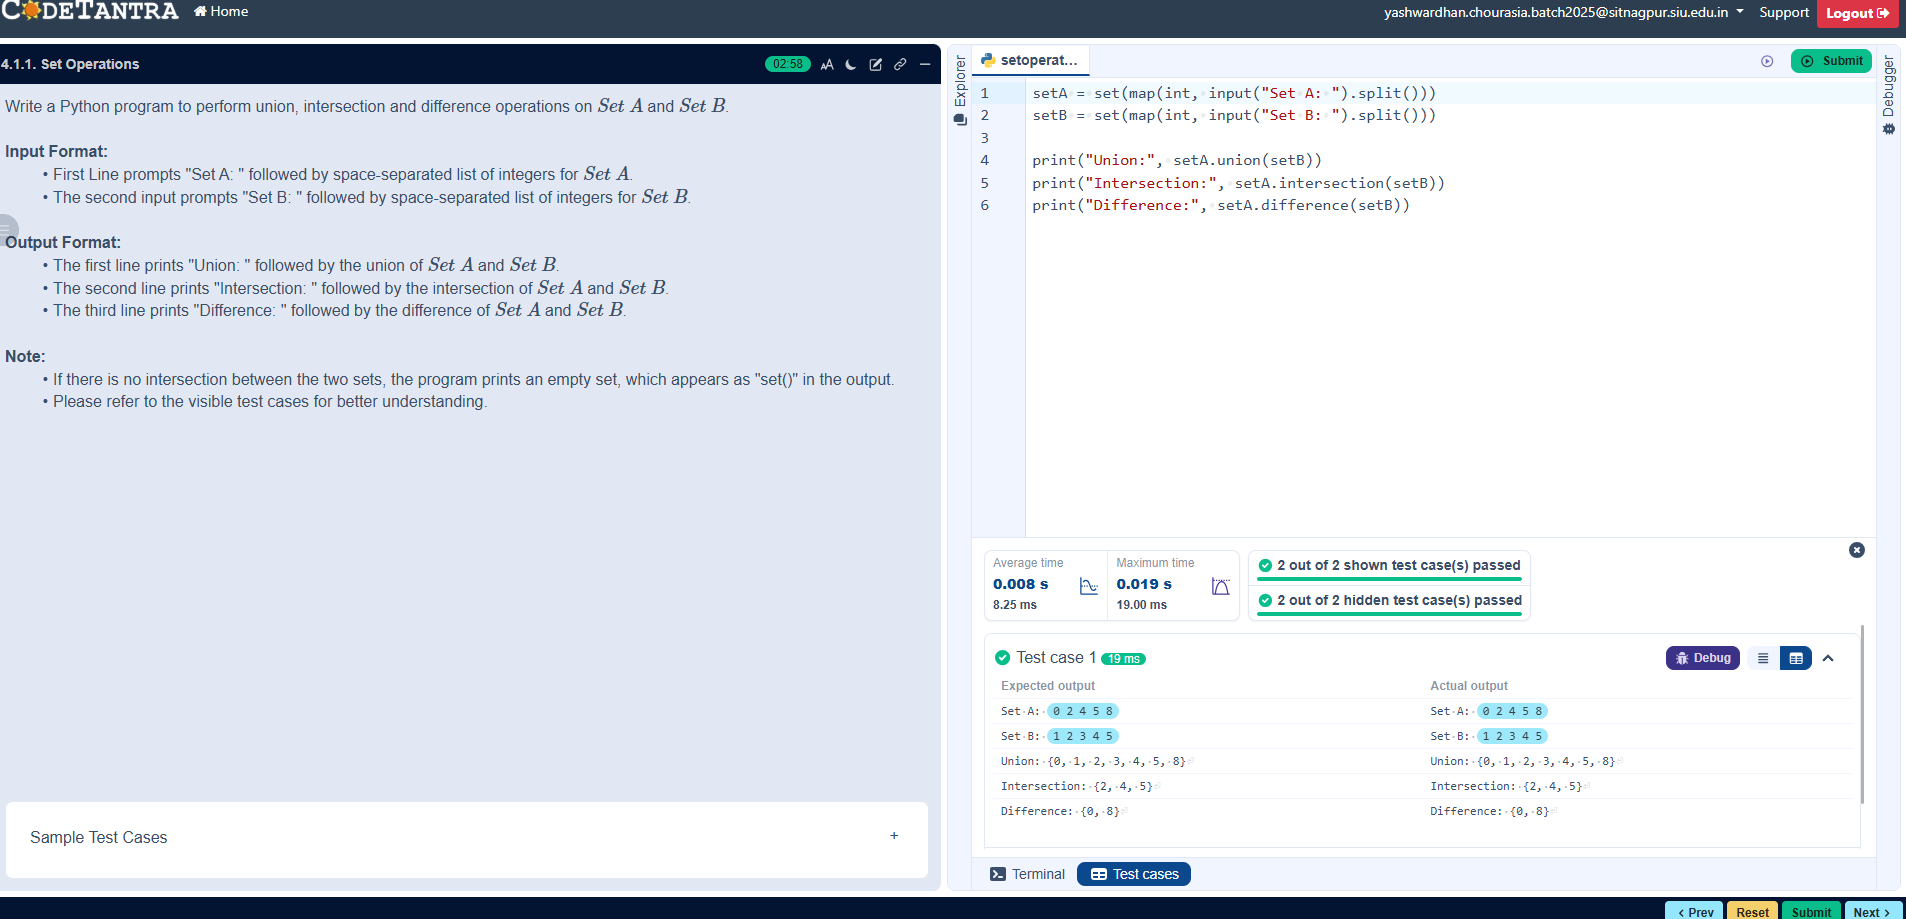 CODETANTRA Home yashwardhan.chourasia.batch2025@sitnagpur.siu.edu.in Support Logout
4.1.1. Set Operations 02:58 AA
Write a Python program to perform union, intersection and difference operations on Set A and Set B.
Input Format:
• First Line prompts "Set A: " followed by space-separated list of integers for Set A.
• The second input prompts "Set B: " followed by space-separated list of integers for Set B.
Output Format:
• The first line prints "Union: " followed by the union of Set A and Set B.
• The second line prints "Intersection: " followed by the intersection of Set A and Set B.
• The third line prints "Difference: " followed by the difference of Set A and Set B.
Note:
• If there is no intersection between the two sets, the program prints an empty set, which appears as "set()" in the output.
• Please refer to the visible test cases for better understanding.
Sample Test Cases +
Explorer
setoperat... Submit
Debugger
1 setA = set(map(int, input("Set A: ").split()))
2 setB = set(map(int, input("Set B: ").split()))
3
4 print("Union:", setA.union(setB))
5 print("Intersection:", setA.intersection(setB))
6 print("Difference:", setA.difference(setB))
Average time Maximum time
0.008 s 0.019 s
8.25 ms 19.00 ms
2 out of 2 shown test case(s) passed
2 out of 2 hidden test case(s) passed
Test case 1 19 ms Debug
Expected output Actual output
Set·A:· 0 2 4 5 8 Set·A:· 0 2 4 5 8
Set·B:· 1 2 3 4 5 Set·B:· 1 2 3 4 5
Union:·{0,·1,·2,·3,·4,·5,·8}⏎ Union:·{0,·1,·2,·3,·4,·5,·8}⏎
Intersection:·{2,·4,·5}⏎ Intersection:·{2,·4,·5}⏎
Difference:·{0,·8}⏎ Difference:·{0,·8}⏎
Terminal Test cases
< Prev Reset Submit Next >